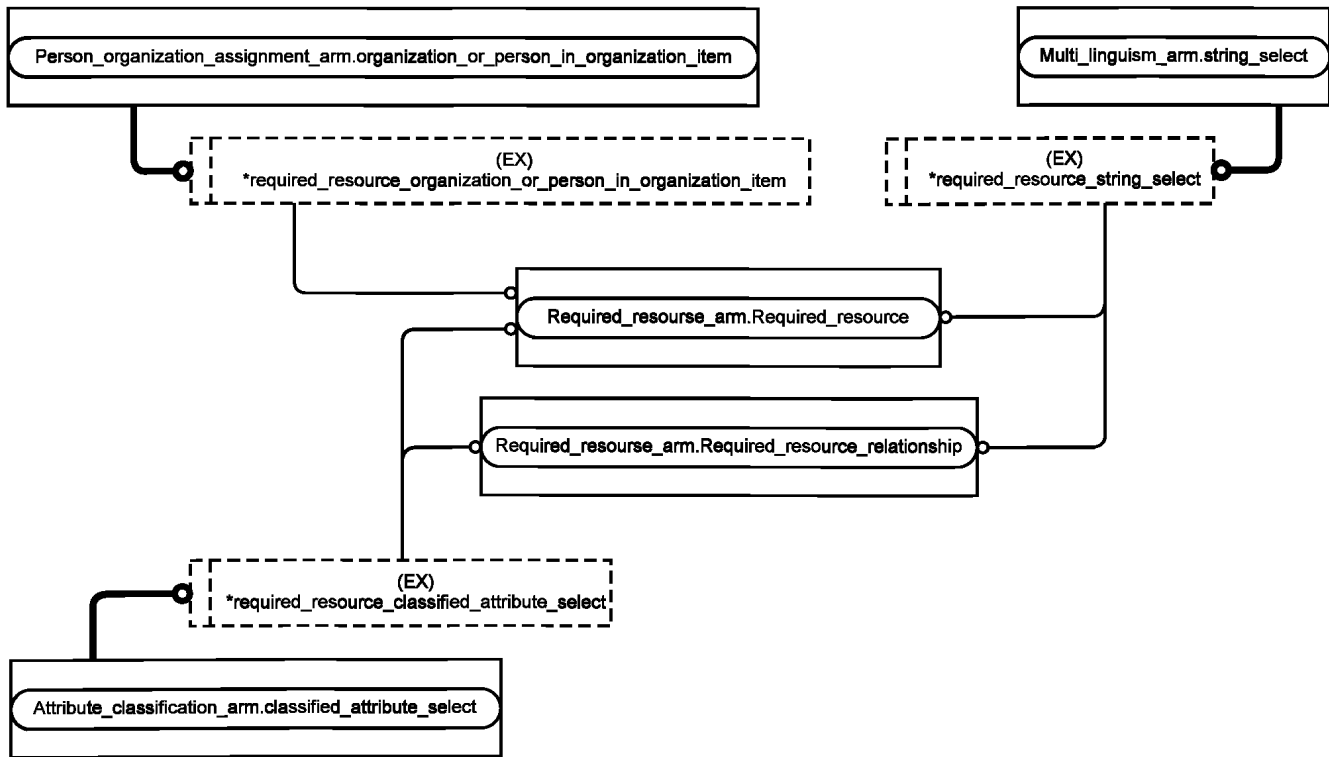 Person_organization_assignment_arm.organization_or_person_in_organization_item
Multi_linguism_arm.string_select
(EX)
*required_resource_organization_or_person_in_organization_item
(EX)
*required_resource_string_select
Required_resourse_arm.Required_resource
Required_resourse_arm.Required_resource_relationship
(EX)
*required_resource_classified_attribute_select
Attribute_classification_arm.classified_attribute_select